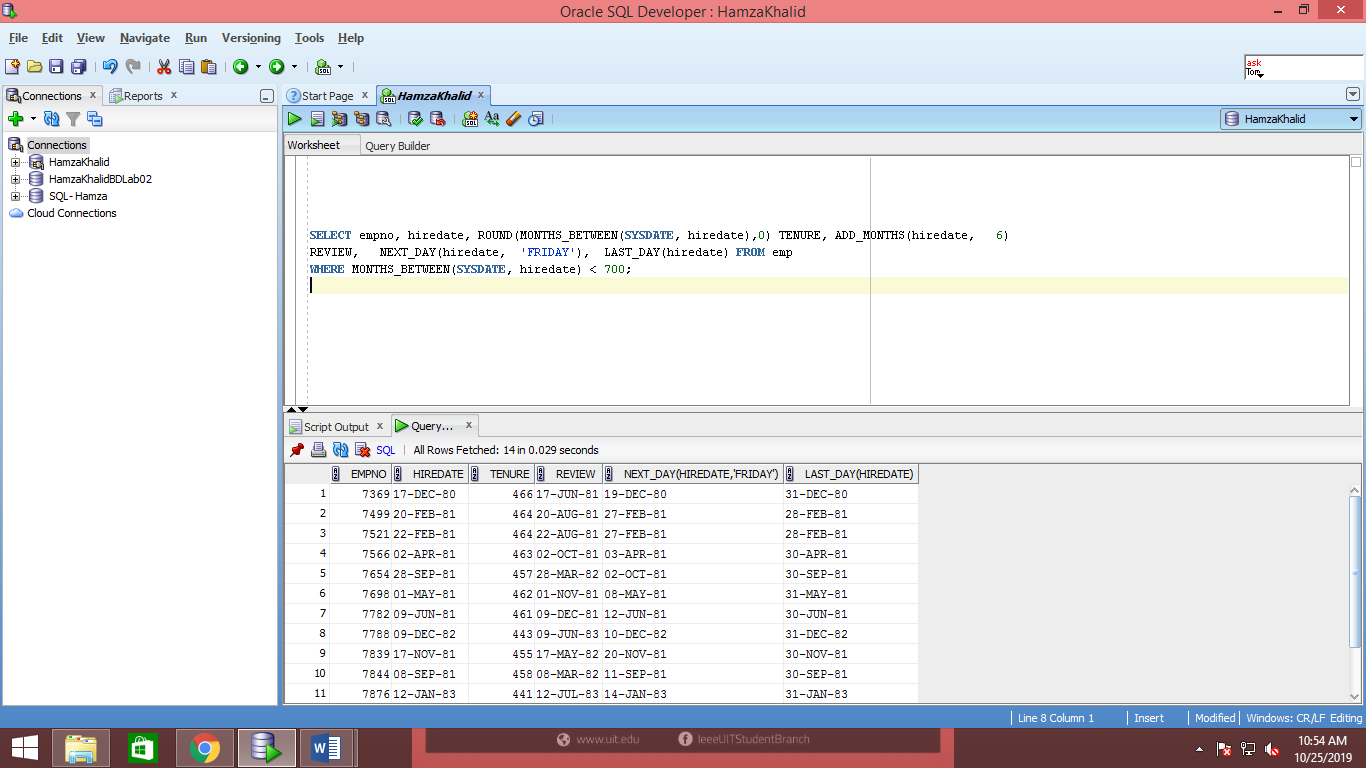 Oracle SQL Developer : HamzaKhalid
File Edit View Navigate Run Versioning Tools Help
ask
Tom
Connections x Reports x
Start Page x HamzaKhalid x
HamzaKhalid
Connections
HamzaKhalid
HamzaKhalidBDLab02
SQL- Hamza
Cloud Connections
Worksheet Query Builder
SELECT empno, hiredate, ROUND(MONTHS_BETWEEN(SYSDATE, hiredate),0) TENURE, ADD_MONTHS(hiredate, 6)
REVIEW, NEXT_DAY(hiredate, 'FRIDAY'), LAST_DAY(hiredate) FROM emp
WHERE MONTHS_BETWEEN(SYSDATE, hiredate) < 700;
Script Output x Query... x
SQL | All Rows Fetched: 14 in 0.029 seconds
EMPNO HIREDATE TENURE REVIEW NEXT_DAY(HIREDATE,'FRIDAY') LAST_DAY(HIREDATE)
1 7369 17-DEC-80 466 17-JUN-81 19-DEC-80 31-DEC-80
2 7499 20-FEB-81 464 20-AUG-81 27-FEB-81 28-FEB-81
3 7521 22-FEB-81 464 22-AUG-81 27-FEB-81 28-FEB-81
4 7566 02-APR-81 463 02-OCT-81 03-APR-81 30-APR-81
5 7654 28-SEP-81 457 28-MAR-82 02-OCT-81 30-SEP-81
6 7698 01-MAY-81 462 01-NOV-81 08-MAY-81 31-MAY-81
7 7782 09-JUN-81 461 09-DEC-81 12-JUN-81 30-JUN-81
8 7788 09-DEC-82 443 09-JUN-83 10-DEC-82 31-DEC-82
9 7839 17-NOV-81 455 17-MAY-82 20-NOV-81 30-NOV-81
10 7844 08-SEP-81 458 08-MAR-82 11-SEP-81 30-SEP-81
11 7876 12-JAN-83 441 12-JUL-83 14-JAN-83 31-JAN-83
Line 8 Column 1 | Insert | Modified | Windows: CR/LF Editing
www.uit.edu IeeeUITStudentBranch
10:54 AM
10/25/2019